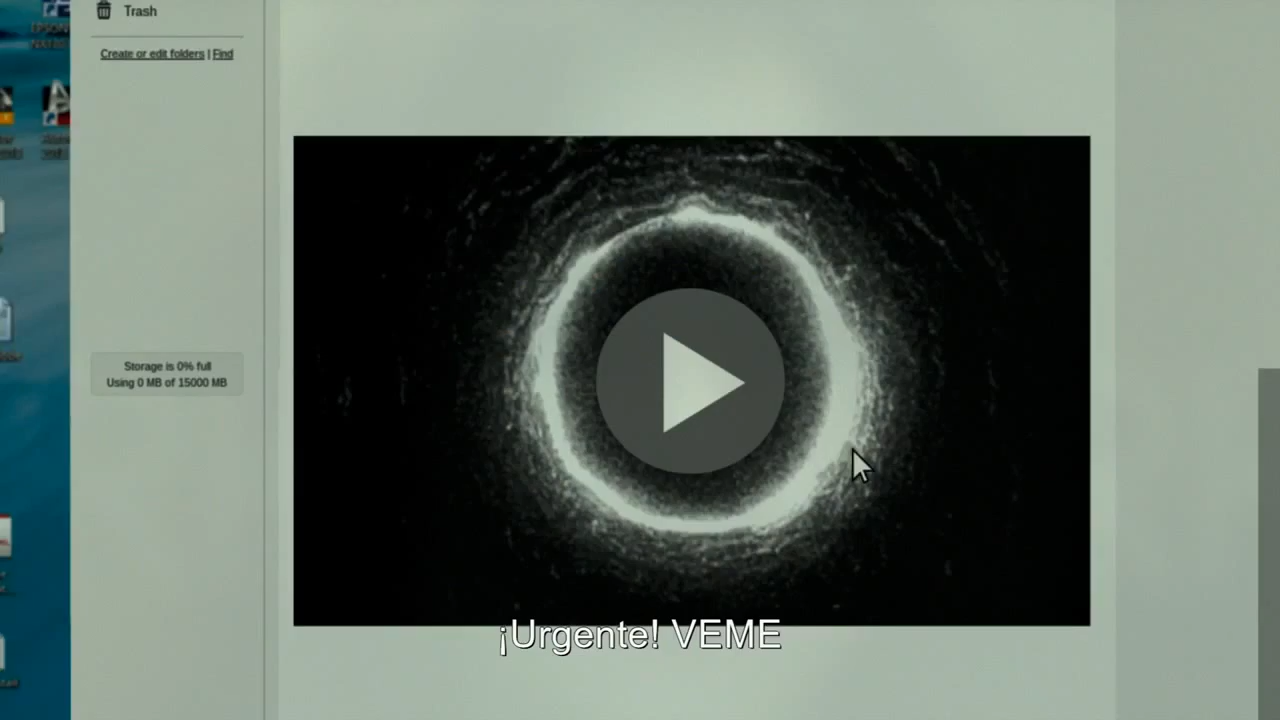 Trash
Create or edit folders | Find
Storage is 0% full
Using 0 MB of 15000 MB
¡Urgente! VEME